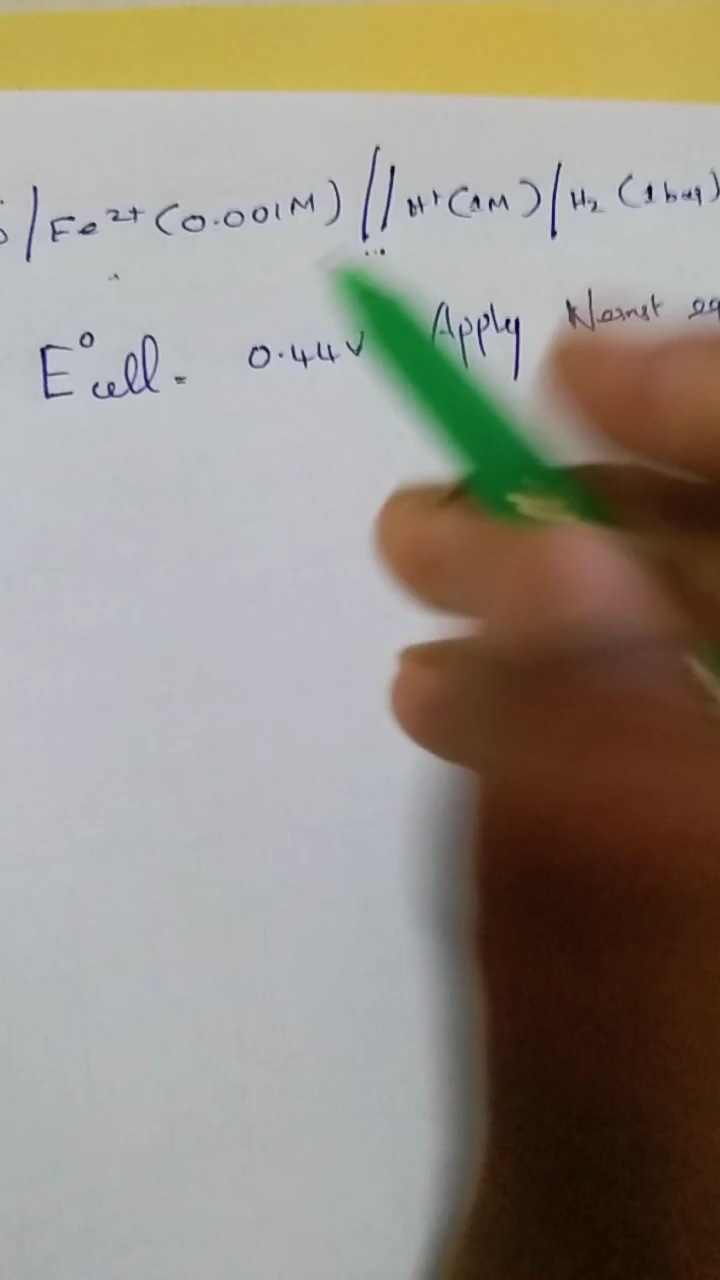 / Fe²⁺ (0.001M) // H⁺ (1M) / H₂ (1 bar)
E°cell = 0.44V Apply Nernst